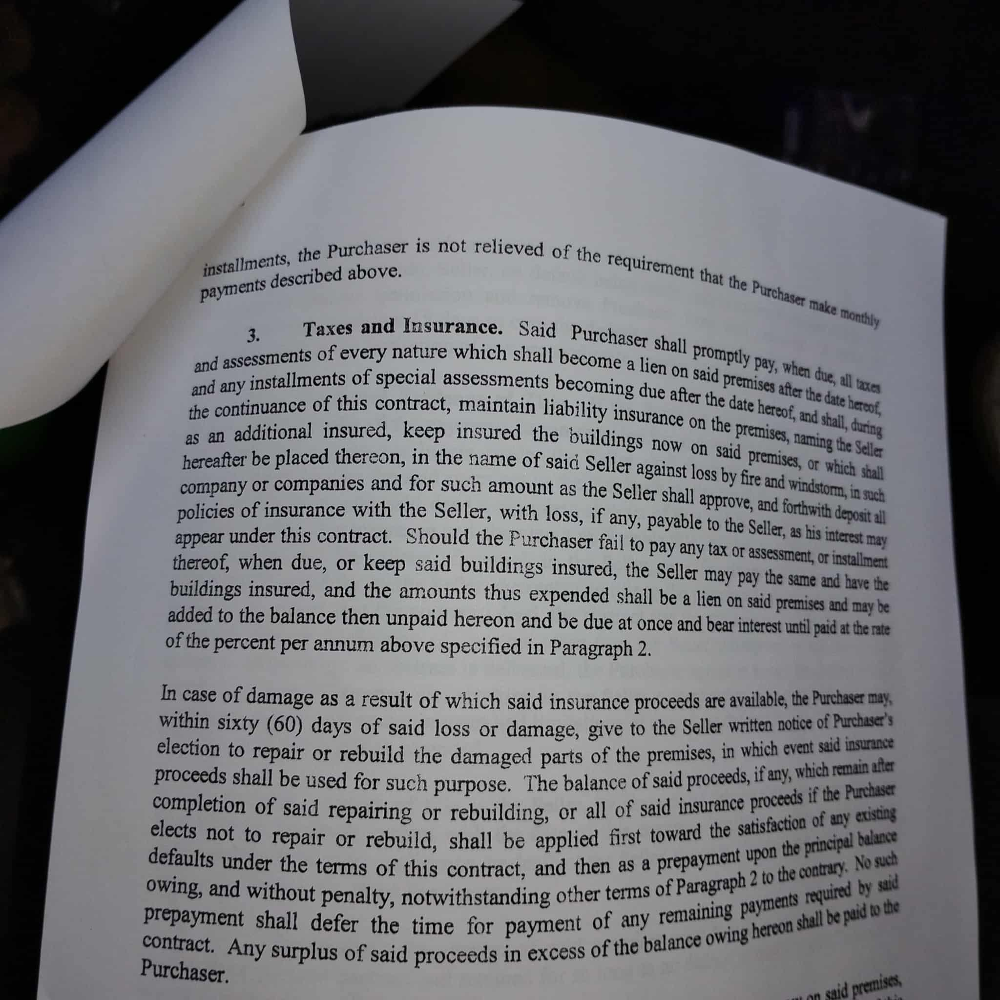 installments, the Purchaser is not relieved of the requirement that the Purchaser make monthly
payments described above.
3. Taxes and Insurance. Said Purchaser shall promptly pay, when due, all taxes
and assessments of every nature which shall become a lien on said premises after the date hereof,
and any installments of special assessments becoming due after the date hereof, and shall, during
the continuance of this contract, maintain liability insurance on the premises, naming the Seller
as an additional insured, keep insured the buildings now on said premises, or which shall
hereafter be placed thereon, in the name of said Seller against loss by fire and windstorm, in such
company or companies and for such amount as the Seller shall approve, and forthwith deposit all
policies of insurance with the Seller, with loss, if any, payable to the Seller, as his interest may
appear under this contract. Should the Purchaser fail to pay any tax or assessment, or installment
thereof, when due, or keep said buildings insured, the Seller may pay the same and have the
buildings insured, and the amounts thus expended shall be a lien on said premises and may be
added to the balance then unpaid hereon and be due at once and bear interest until paid at the rate
of the percent per annum above specified in Paragraph 2.
In case of damage as a result of which said insurance proceeds are available, the Purchaser may,
within sixty (60) days of said loss or damage, give to the Seller written notice of Purchaser's
election to repair or rebuild the damaged parts of the premises, in which event said insurance
proceeds shall be used for such purpose. The balance of said proceeds, if any, which remain after
completion of said repairing or rebuilding, or all of said insurance proceeds if the Purchaser
elects not to repair or rebuild, shall be applied first toward the satisfaction of any existing
defaults under the terms of this contract, and then as a prepayment upon the principal balance
owing, and without penalty, notwithstanding other terms of Paragraph 2 to the contrary. No such
prepayment shall defer the time for payment of any remaining payments required by said
contract. Any surplus of said proceeds in excess of the balance owing hereon shall be paid to the
Purchaser.
on said premises,